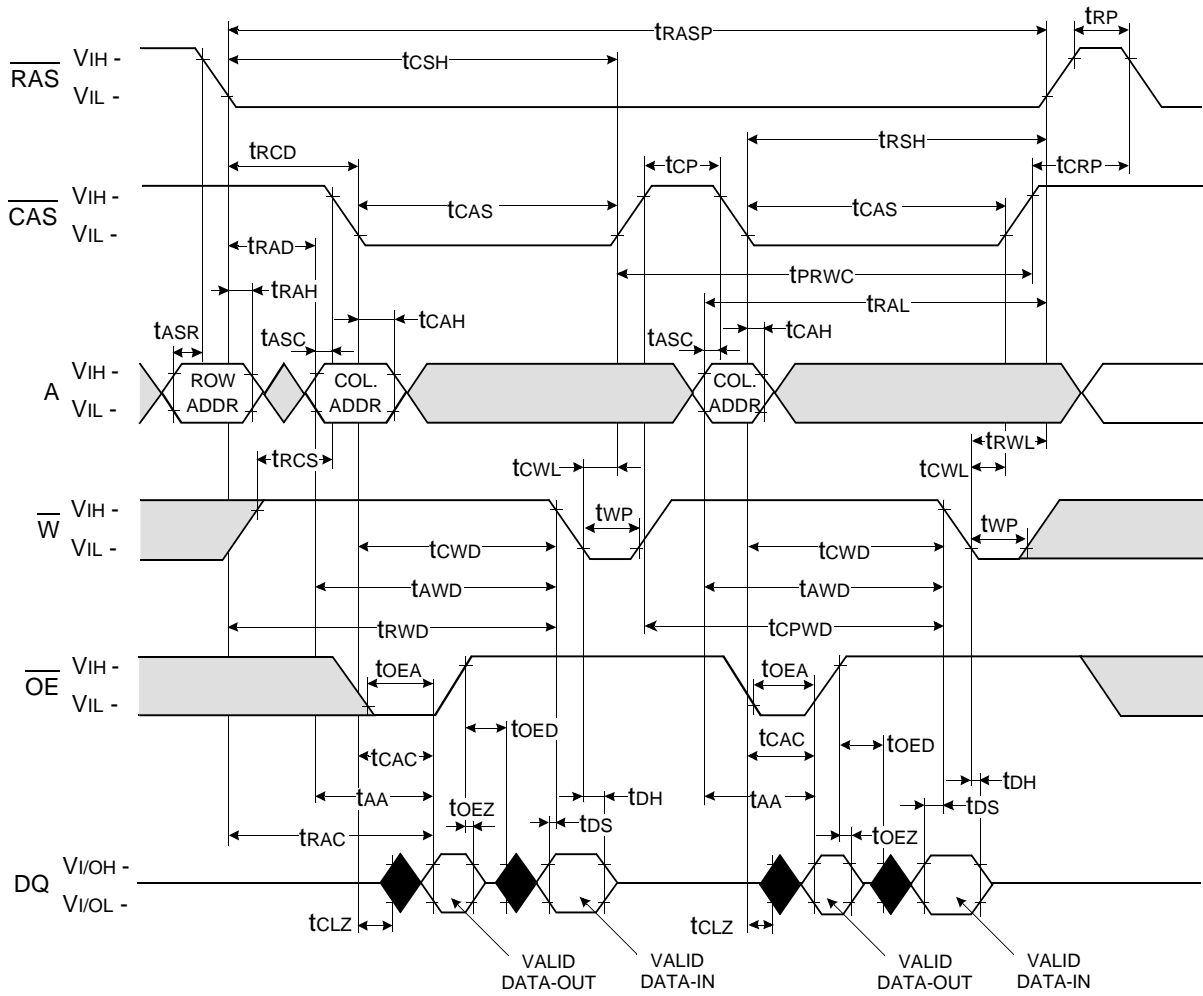 tRASP
tRP
tCSH
RAS
VIH -
VIL -
tRCD
tCP
tRSH
tCRP
CAS
VIH -
VIL -
tCAS
tCAS
tRAD
tPRWC
tRAH
tRAL
tASR
tASC
tCAH
tASC
tCAH
A
VIH -
VIL -
ROW
ADDR
COL.
ADDR
COL.
ADDR
tRCS
tCWL
tRWL
tCWL
W
VIH -
VIL -
tWP
tWP
tCWD
tCWD
tAWD
tAWD
tRWD
tCPWD
OE
VIH -
VIL -
tOEA
tOEA
tCAC
tOED
tCAC
tOED
tAA
tOEZ
tDH
tAA
tDH
tRAC
tDS
tOEZ
tDS
DQ
VI/OH -
VI/OL -
tCLZ
tCLZ
VALID
DATA-OUT
VALID
DATA-IN
VALID
DATA-OUT
VALID
DATA-IN